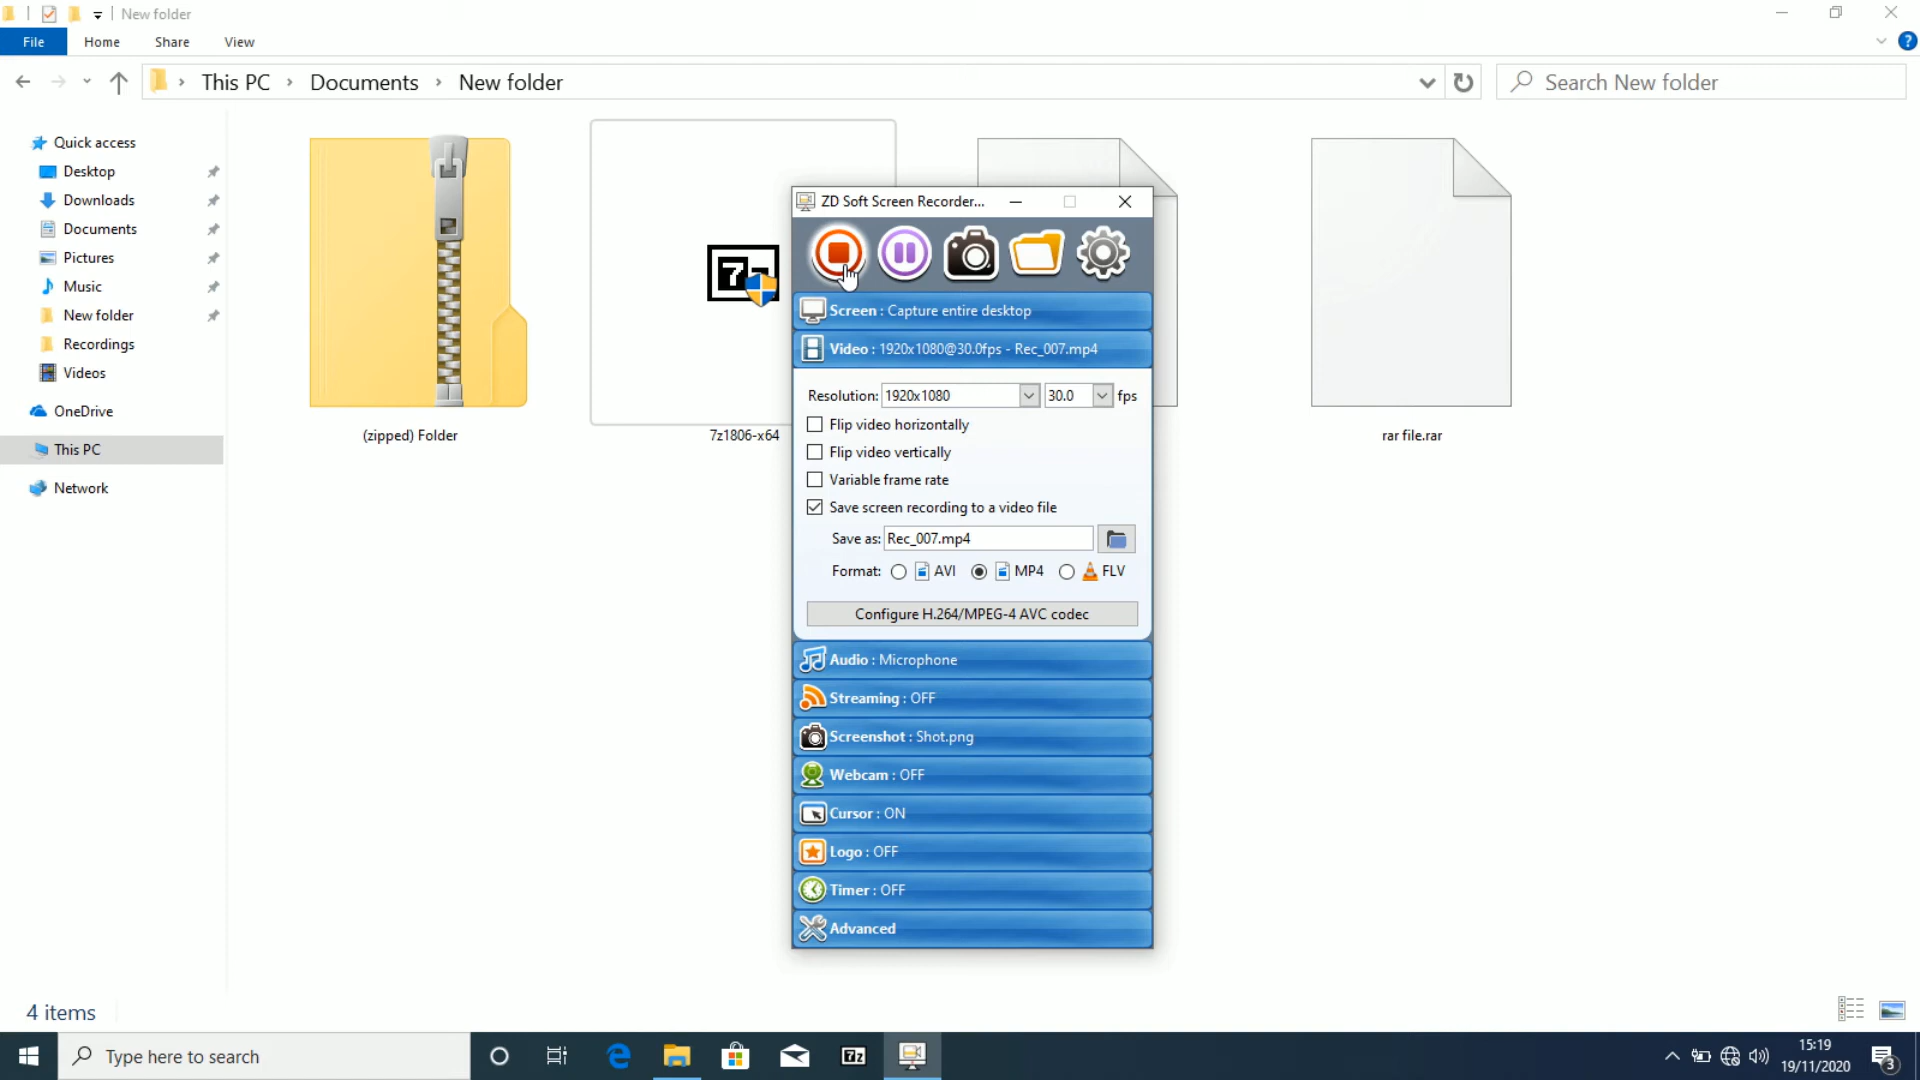 New folder
File Home Share View
This PC Documents New folder
Search New folder
Quick access
Desktop
Downloads
Documents
Pictures
Music
New folder
Recordings
Videos
OneDrive
This PC
Network
(zipped) Folder
7z
7z1806-x64
rar file.rar
ZD Soft Screen Recorder...
Screen : Capture entire desktop
Video : 1920x1080@30.0fps - Rec_007.mp4
Resolution: 1920x1080 30.0 fps
Flip video horizontally
Flip video vertically
Variable frame rate
Save screen recording to a video file
Save as: Rec_007.mp4
Format: AVI MP4 FLV
Configure H.264/MPEG-4 AVC codec
Audio : Microphone
Streaming : OFF
Screenshot : Shot.png
Webcam : OFF
Cursor : ON
Logo : OFF
Timer : OFF
Advanced
4 items
Type here to search
7z
15:19
19/11/2020
3